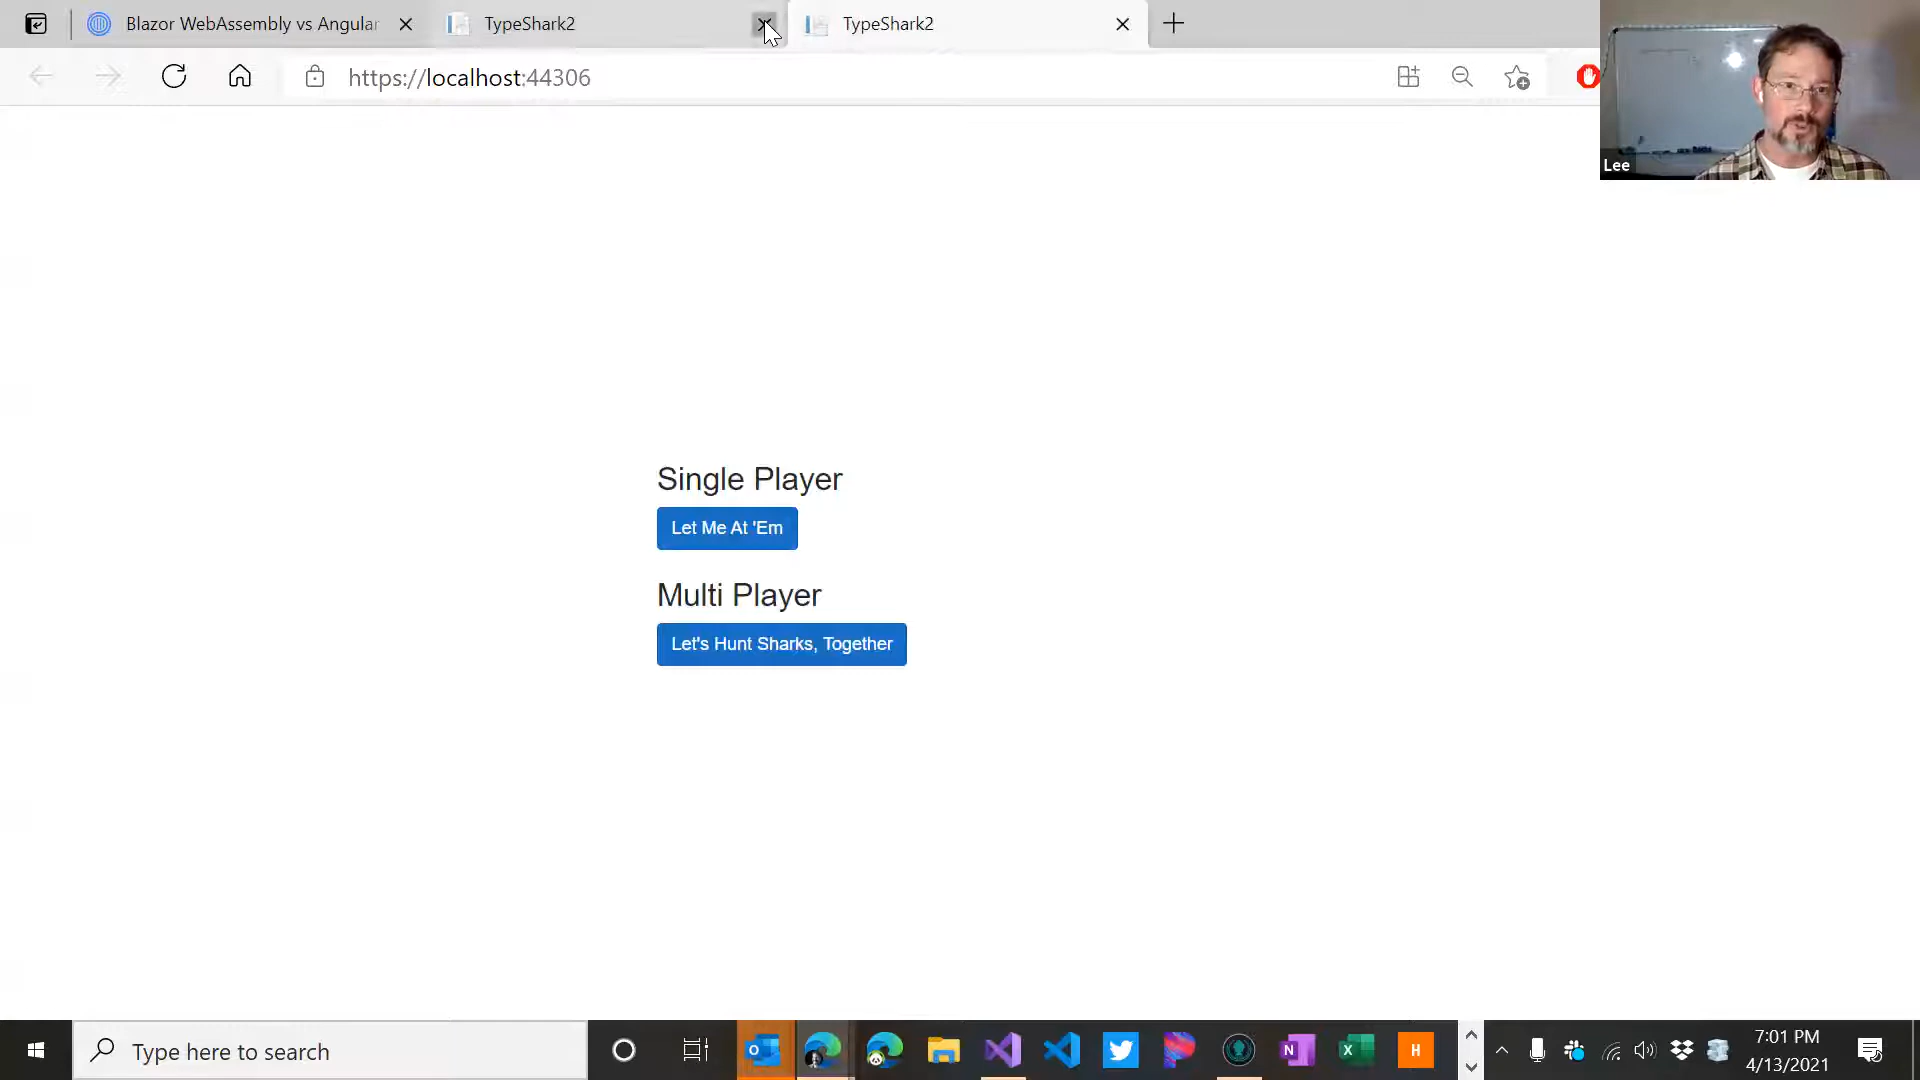 Blazor WebAssembly vs Angular
TypeShark2
TypeShark2
https://localhost:44306
Lee
Single Player
Let Me At 'Em
Multi Player
Let's Hunt Sharks, Together
Type here to search
N
H
7:01 PM
4/13/2021